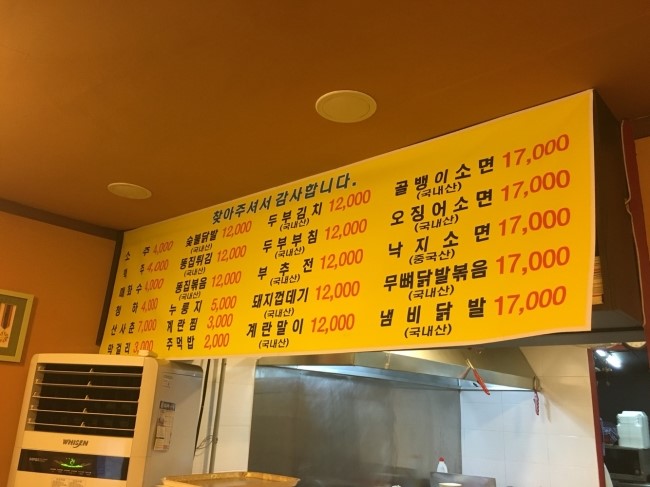 찾아주셔서 감사합니다.
소 주 4,000
맥 주 4,000
매화수 4,000
청 하 4,000
산사춘 7,000
막걸리 3,000
숯불닭발 12,000
(국내산)
똥집튀김 12,000
(국내산)
똥집볶음 12,000
(국내산)
누룽지 5,000
계란찜 3,000
주먹밥 2,000
두부김치 12,000
(국내산)
두부부침 12,000
(국내산)
부 추 전 12,000
돼지껍데기 12,000
(국내산)
계란말이 12,000
(국내산)
골뱅이소면 17,000
(국내산)
오징어소면 17,000
(국내산)
낙지소면 17,000
(중국산)
무뼈닭발볶음 17,000
(국내산)
냄비닭발 17,000
(국내산)
WHISEN